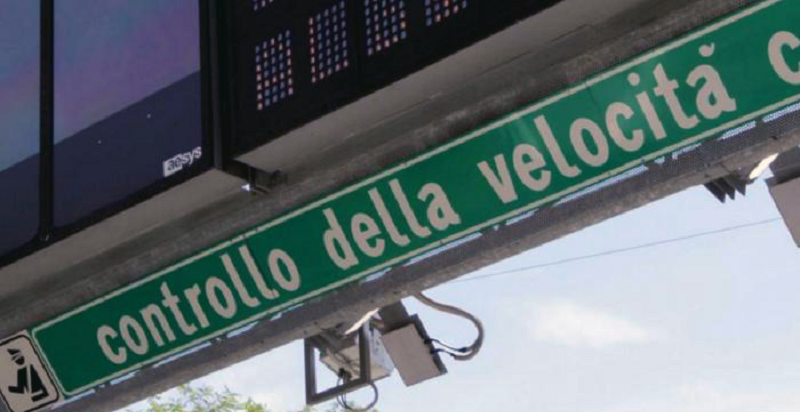 aesys
controllo della velocità c